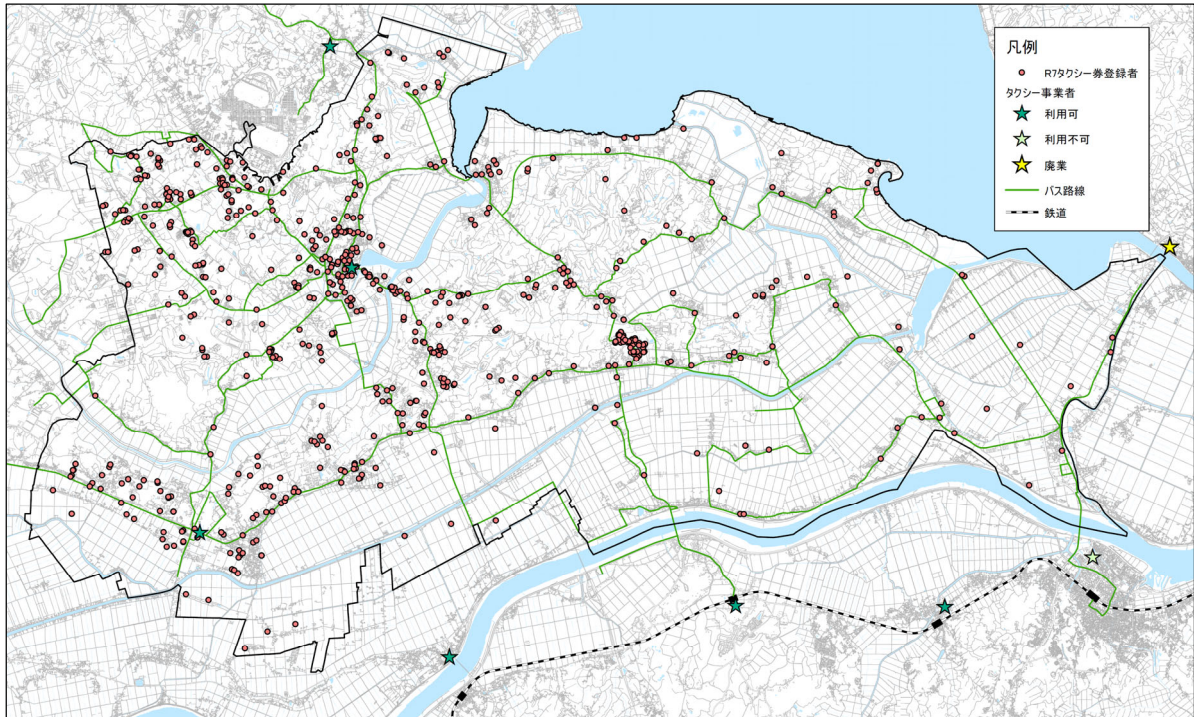 凡例
R7タクシー券登録者
タクシー事業者
利用可
利用不可
廃業
バス路線
鉄道